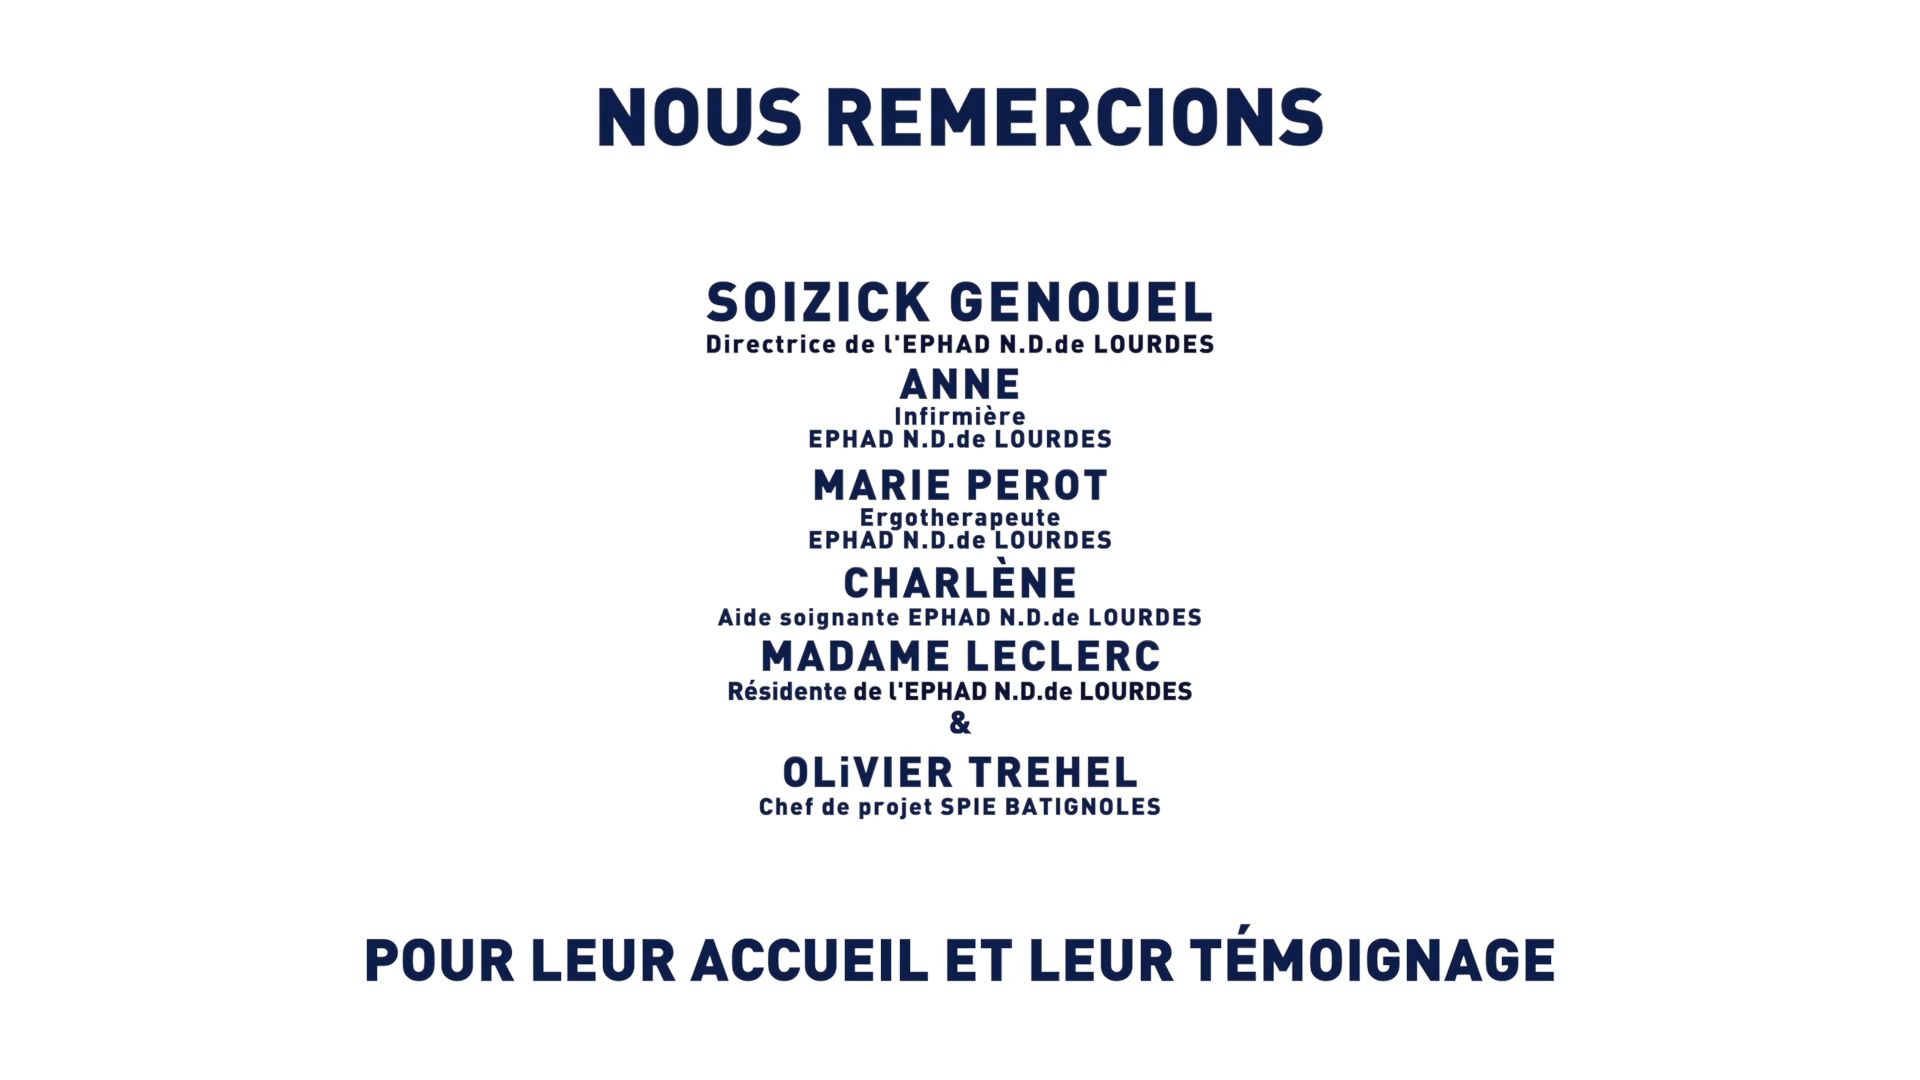 NOUS REMERCIONS
SOIZICK GENOUEL
Directrice de l'EPHAD N.D.de LOURDES
ANNE
Infirmière
EPHAD N.D.de LOURDES
MARIE PEROT
Ergotherapeute
EPHAD N.D.de LOURDES
CHARLÈNE
Aide soignante EPHAD N.D.de LOURDES
MADAME LECLERC
Résidente de l'EPHAD N.D.de LOURDES
&
OLiVIER TREHEL
Chef de projet SPIE BATIGNOLES
POUR LEUR ACCUEIL ET LEUR TÉMOIGNAGE